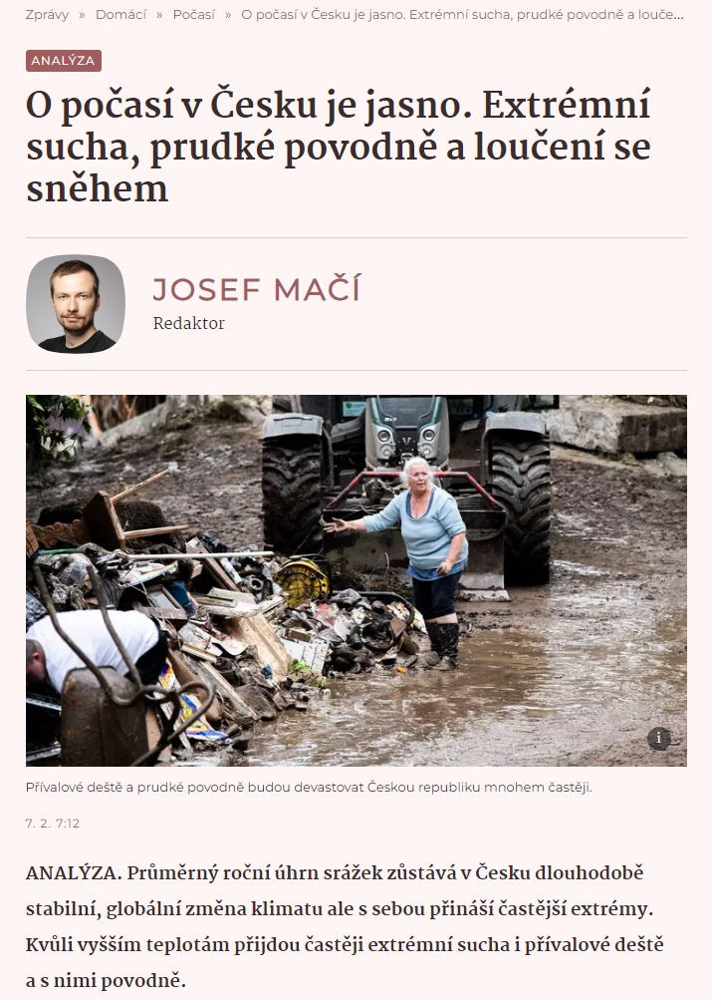 Zprávy » Domácí » Počasí » O počasí v Česku je jasno. Extrémní sucha, prudké povodně a louče...
ANALÝZA
O počasí v Česku je jasno. Extrémní
sucha, prudké povodně a loučení se
sněhem
JOSEF MAČÍ
Redaktor
i
Přívalové deště a prudké povodně budou devastovat Českou republiku mnohem častěji.
7. 2. 7:12
ANALÝZA. Průměrný roční úhrn srážek zůstává v Česku dlouhodobě
stabilní, globální změna klimatu ale s sebou přináší častější extrémy.
Kvůli vyšším teplotám přijdou častěji extrémní sucha i přívalové deště
a s nimi povodně.